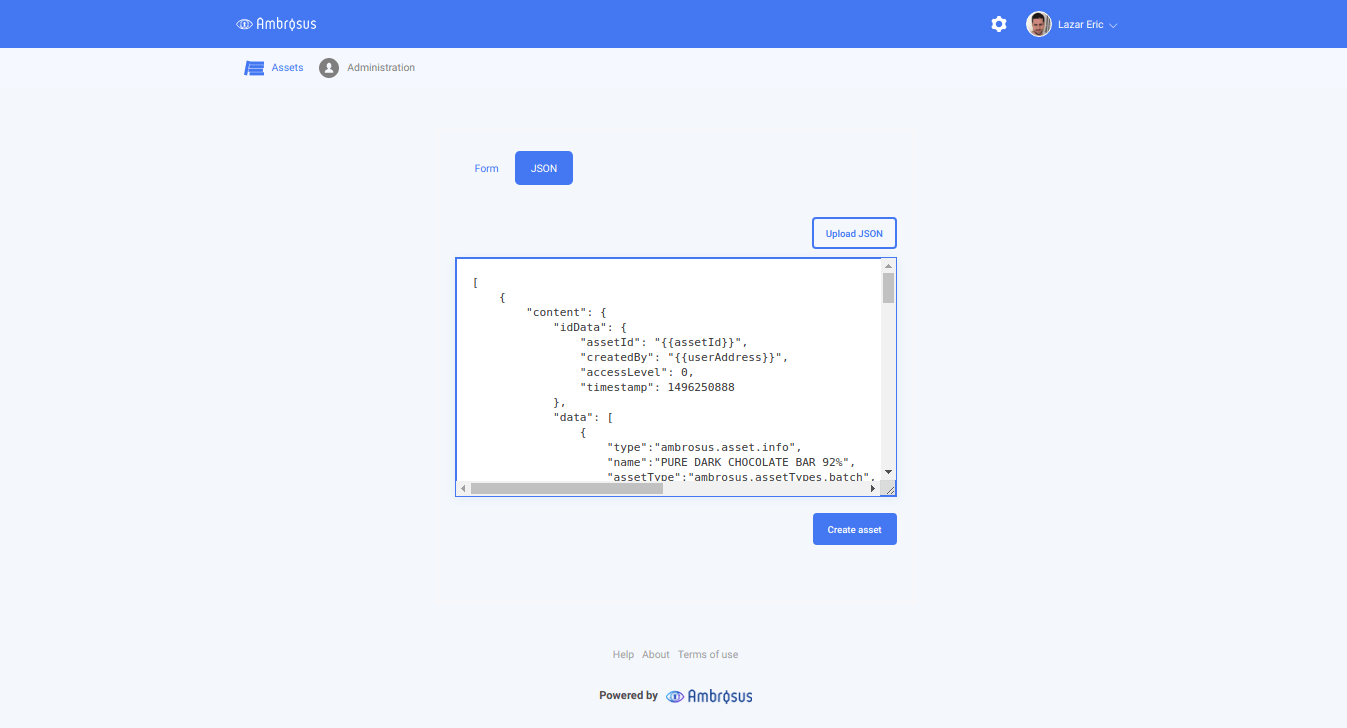 Ambrosus
Lazar Eric
Assets
Administration
Form
JSON
Upload JSON
[
    {
        "content": {
            "idData": {
                "assetId": "{{assetId}}",
                "createdBy": "{{userAddress}}",
                "accessLevel": 0,
                "timestamp": 1496250888
            },
            "data": [
                {
                    "type":"ambrosus.asset.info",
                    "name":"PURE DARK CHOCOLATE BAR 92%",
                    "assetType":"ambrosus.assetTypes.batch",
Create asset
Help About Terms of use
Powered by Ambrosus